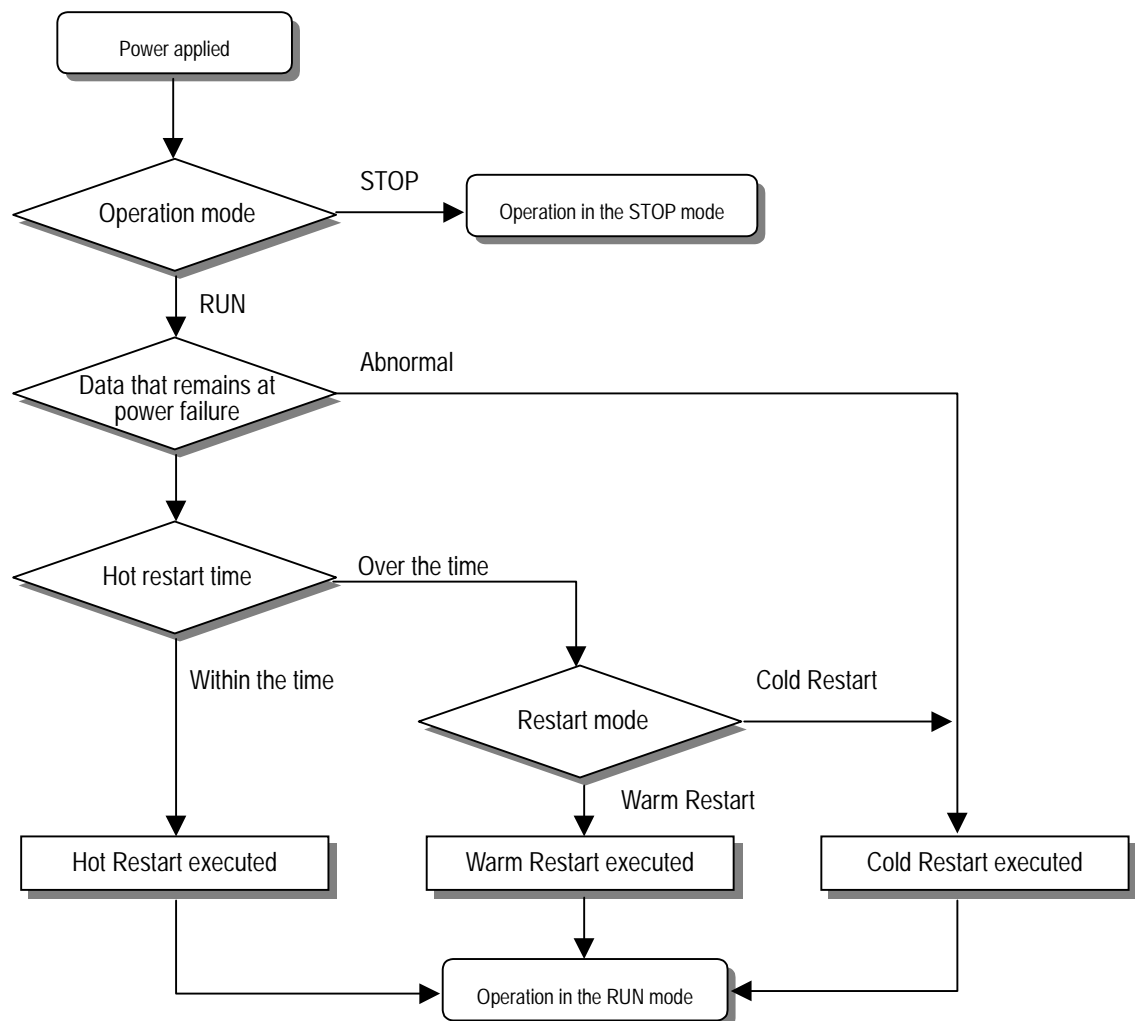 Power applied
STOP
Operation mode
Operation in the STOP mode
RUN
Abnormal
Data that remains at
power failure
Hot restart time
Over the time
Within the time
Cold Restart
Restart mode
Warm Restart
Hot Restart executed
Warm Restart executed
Cold Restart executed
Operation in the RUN mode